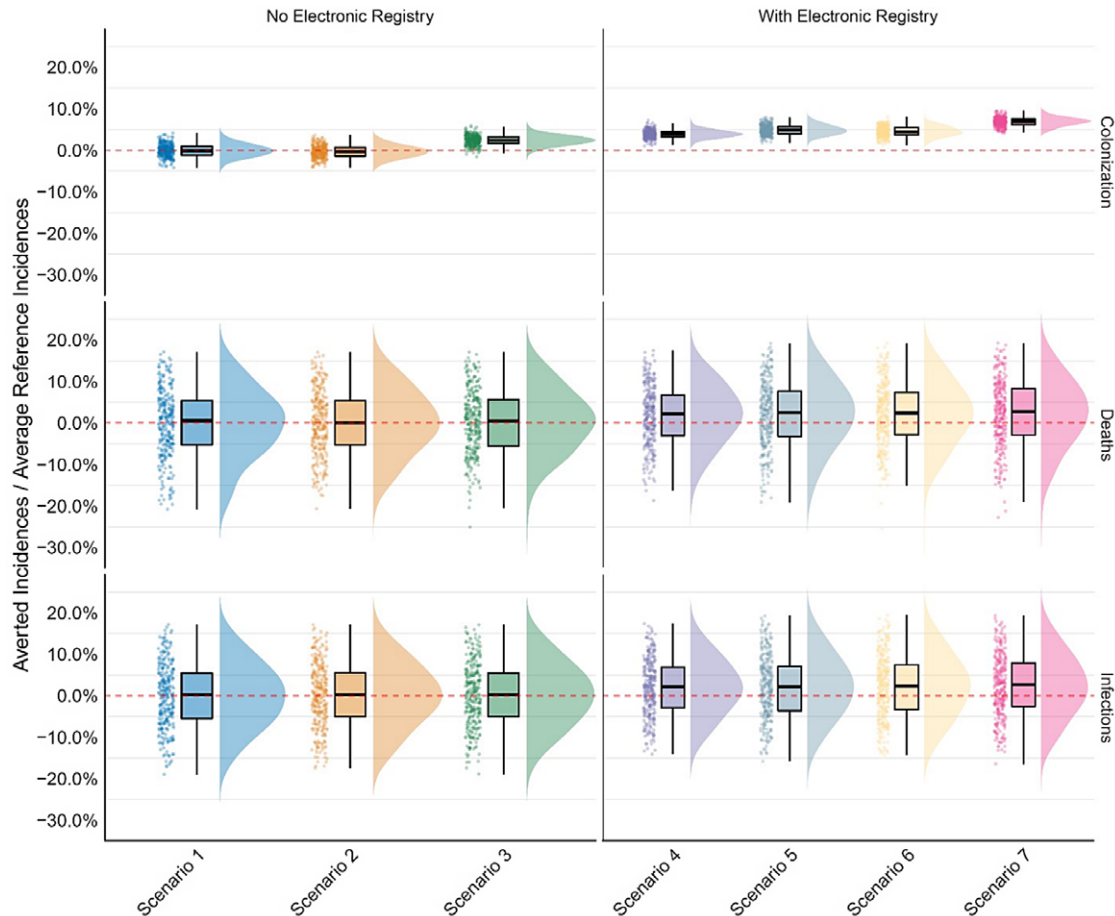 No Electronic Registry
With Electronic Registry
Averted Incidences / Average Reference Incidences
20.0%
10.0%
0.0%
−10.0%
−20.0%
−30.0%
Colonization
20.0%
10.0%
0.0%
−10.0%
−20.0%
−30.0%
Deaths
20.0%
10.0%
0.0%
−10.0%
−20.0%
−30.0%
Infections
Scenario 1
Scenario 2
Scenario 3
Scenario 4
Scenario 5
Scenario 6
Scenario 7